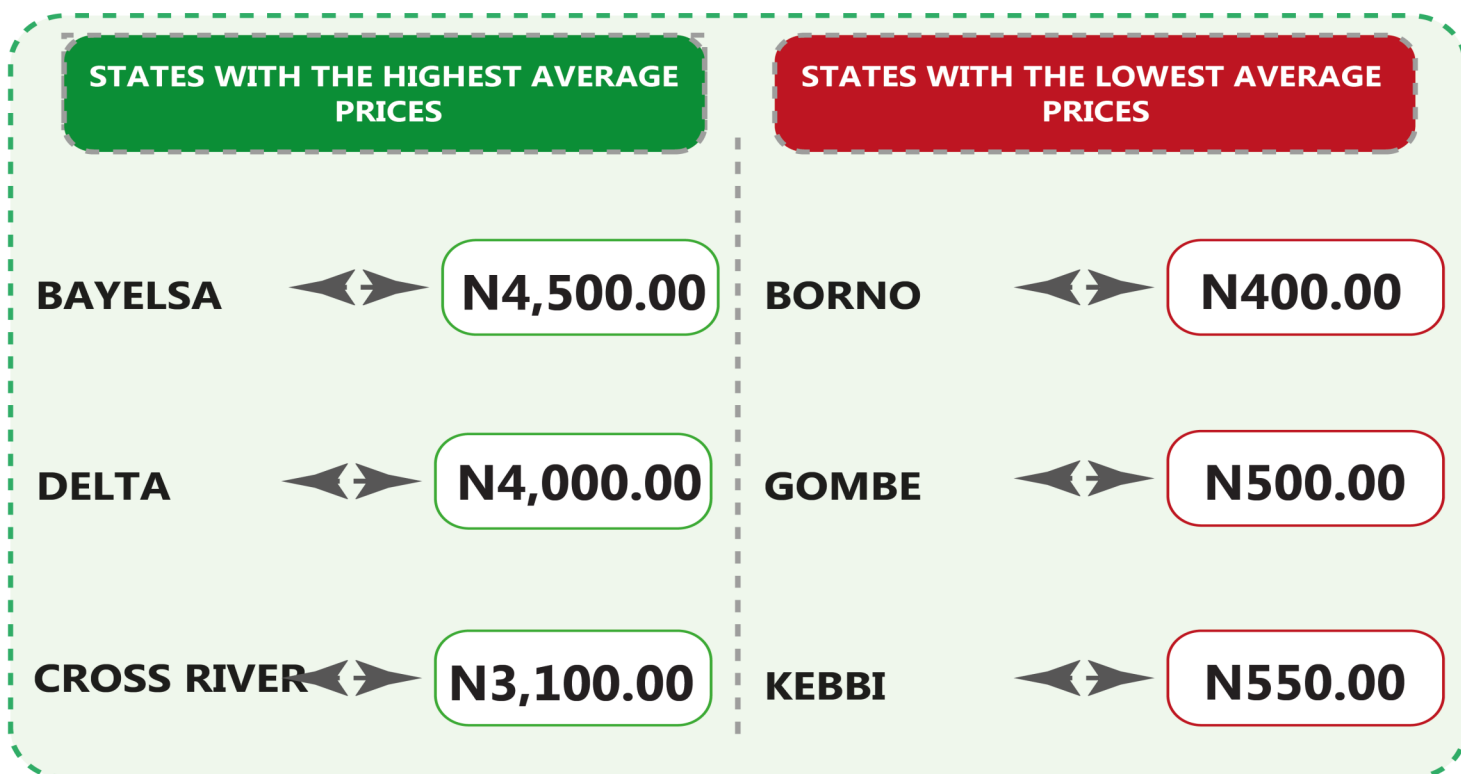 STATES WITH THE HIGHEST AVERAGE
PRICES
BAYELSA N4,500.00
DELTA N4,000.00
CROSS RIVER N3,100.00
STATES WITH THE LOWEST AVERAGE
PRICES
BORNO N400.00
GOMBE N500.00
KEBBI N550.00